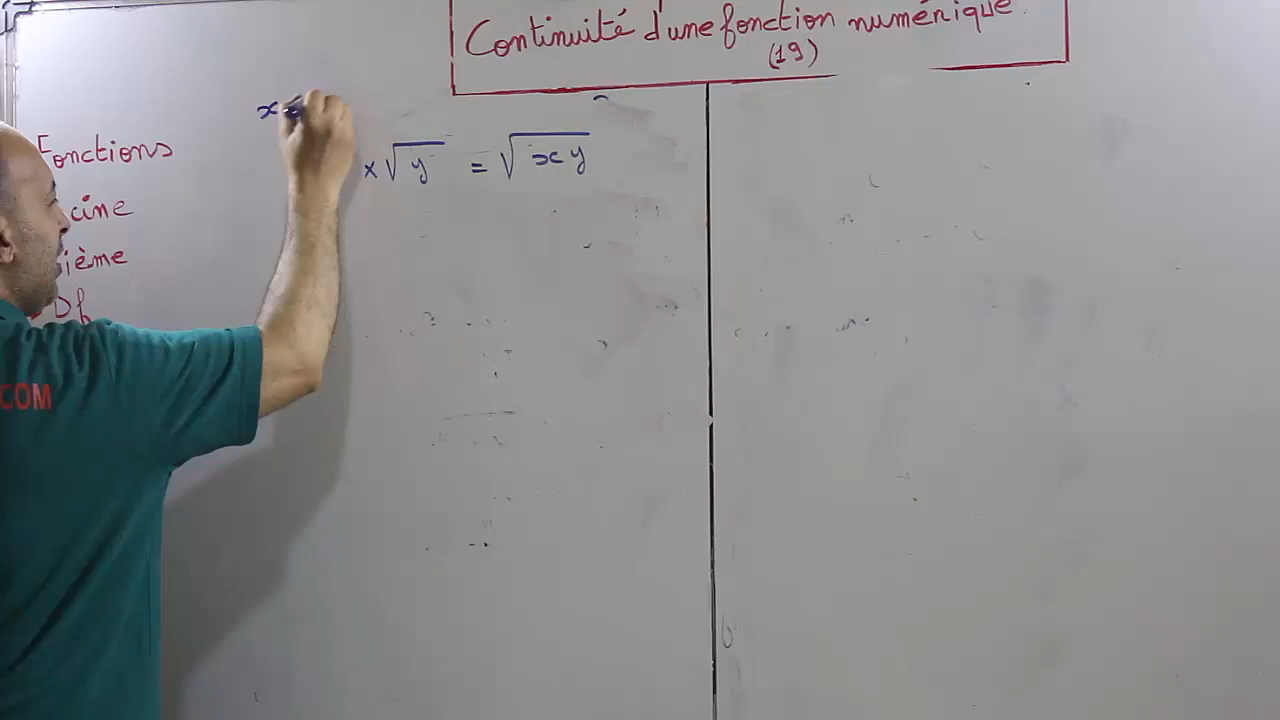 Continuité d'une fonction numérique.
(19)
x
x √y = √xy
Fonctions
cine
ième
Df
COM